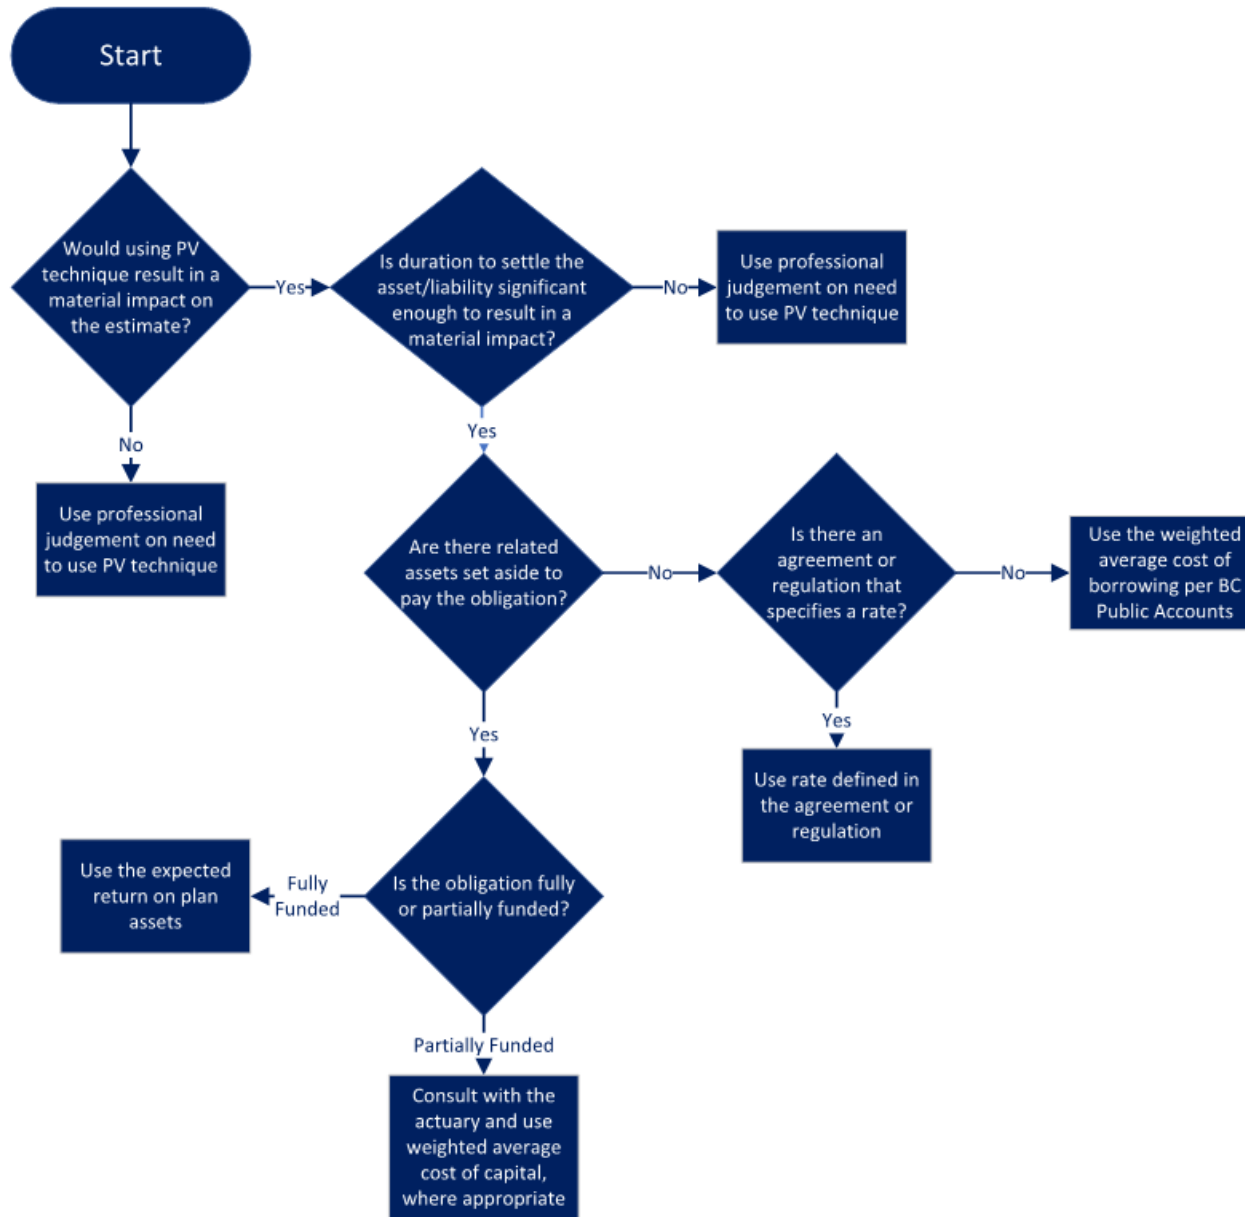 Start
Would using PV
technique result in a
material impact on
the estimate?
Yes
Is duration to settle the
asset/liability significant
enough to result in a
material impact?
No
Use professional
judgement on need
to use PV technique
No
Use professional
judgement on need
to use PV technique
Yes
Are there related
assets set aside to
pay the obligation?
No
Is there an
agreement or
regulation that
specifies a rate?
No
Use the weighted
average cost of
borrowing per BC
Public Accounts
Yes
Use rate defined in
the agreement or
regulation
Yes
Is the obligation fully
or partially funded?
Fully
Funded
Use the expected
return on plan
assets
Partially Funded
Consult with the
actuary and use
weighted average
cost of capital,
where appropriate